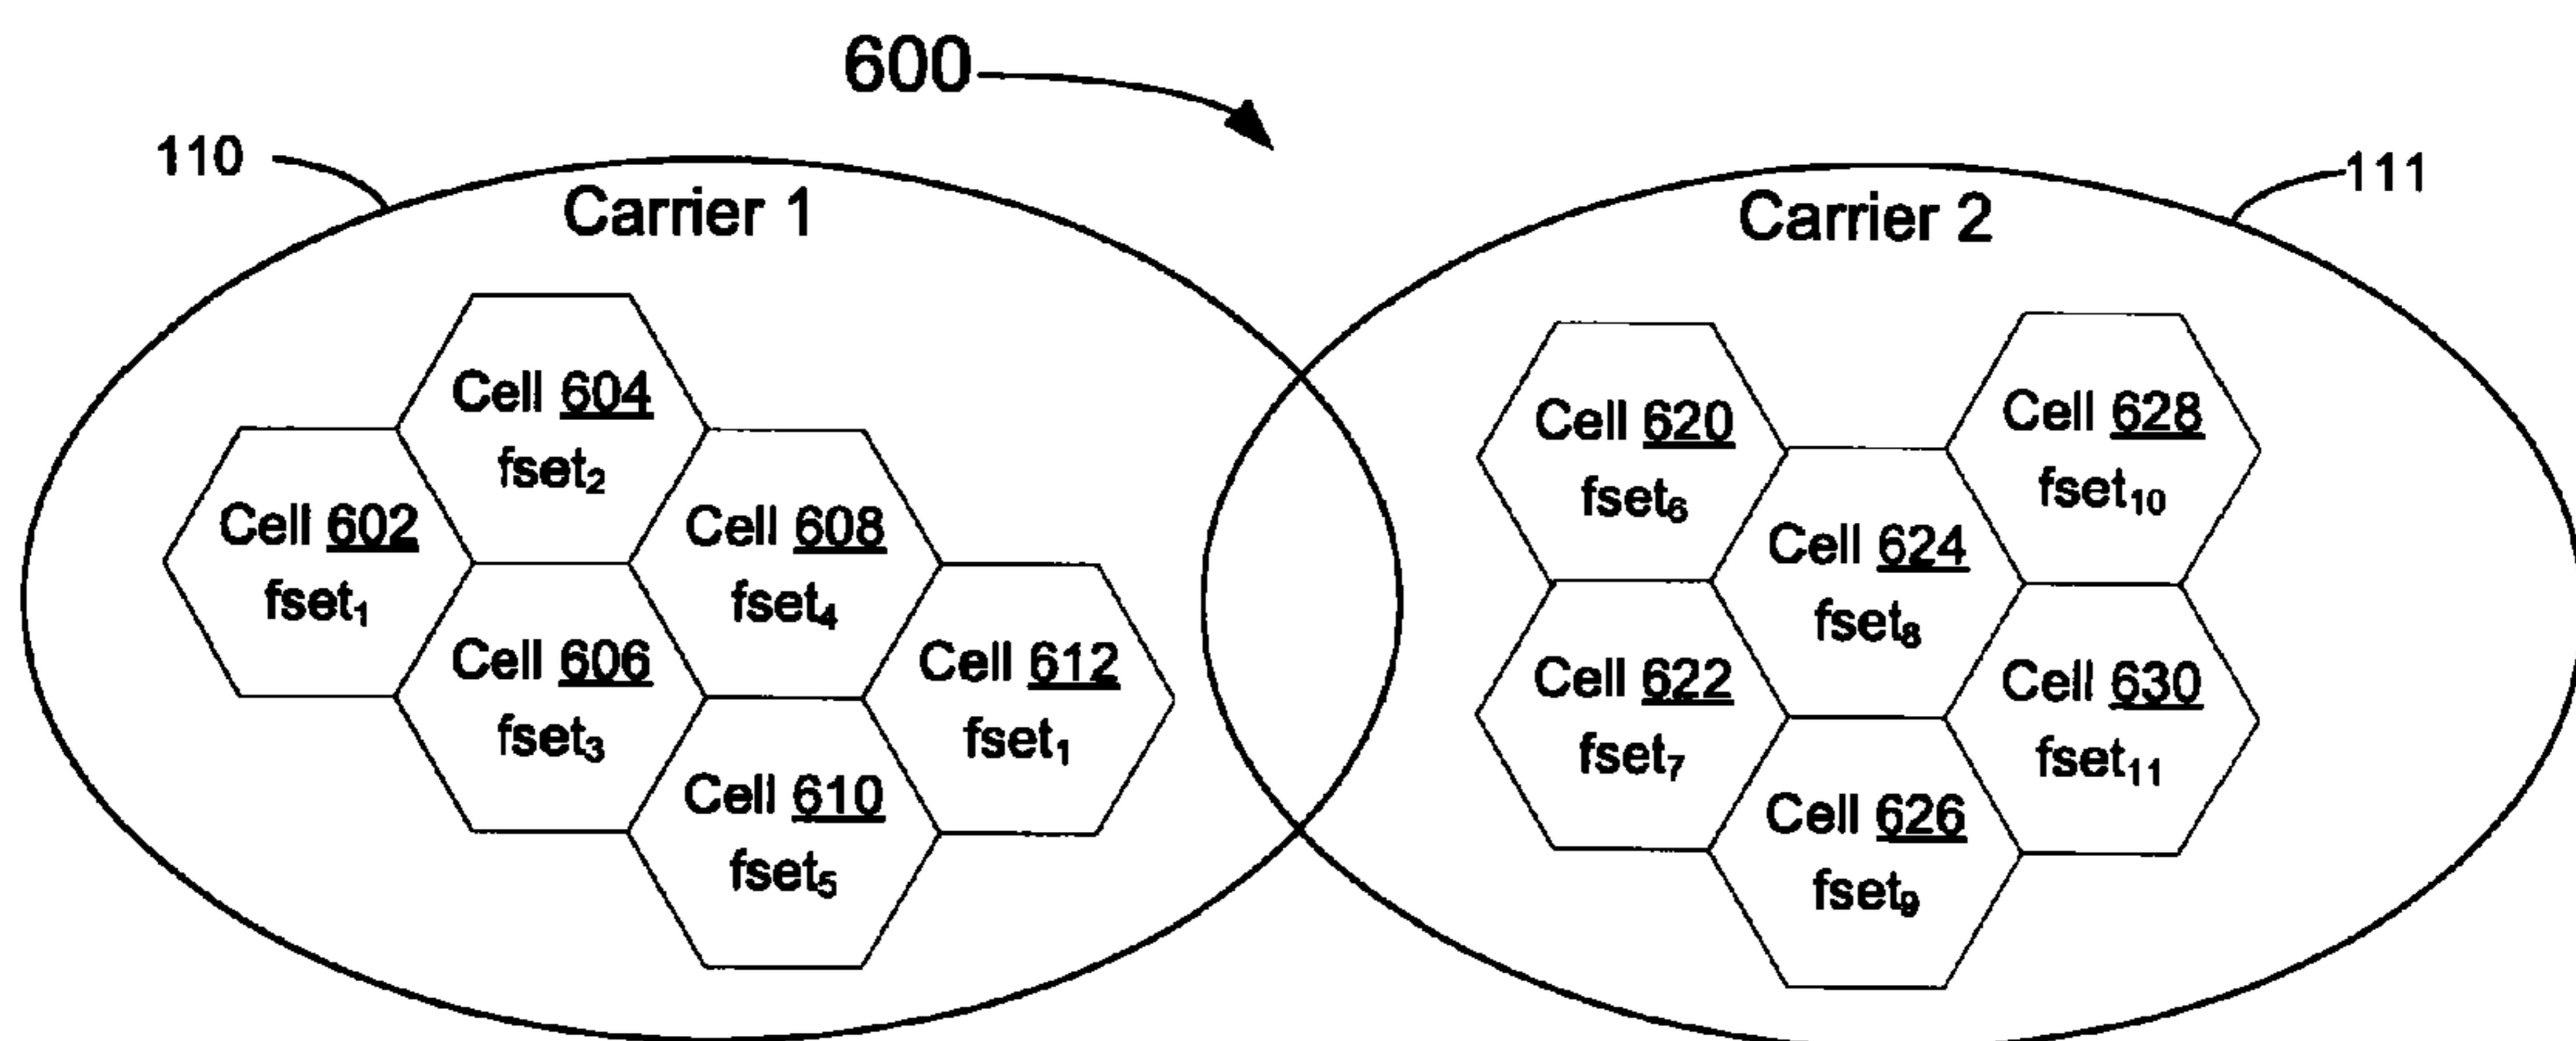 600
110
Carrier 1
Cell 604
fset₂
Cell 602
fset₁
Cell 608
fset₄
Cell 606
fset₃
Cell 612
fset₁
Cell 610
fset₅
111
Carrier 2
Cell 620
fset₆
Cell 628
fset₁₀
Cell 624
fset₈
Cell 622
fset₇
Cell 630
fset₁₁
Cell 626
fset₉